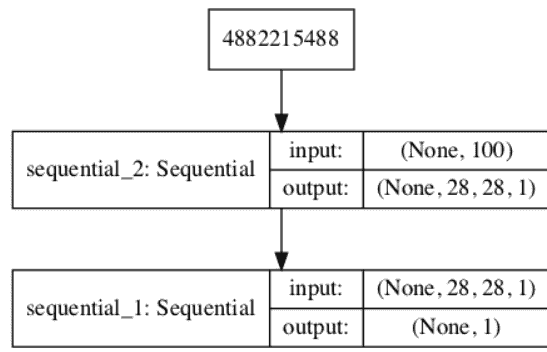 4882215488
sequential_2: Sequential
input:
(None, 100)
output:
(None, 28, 28, 1)
sequential_1: Sequential
input:
(None, 28, 28, 1)
output:
(None, 1)